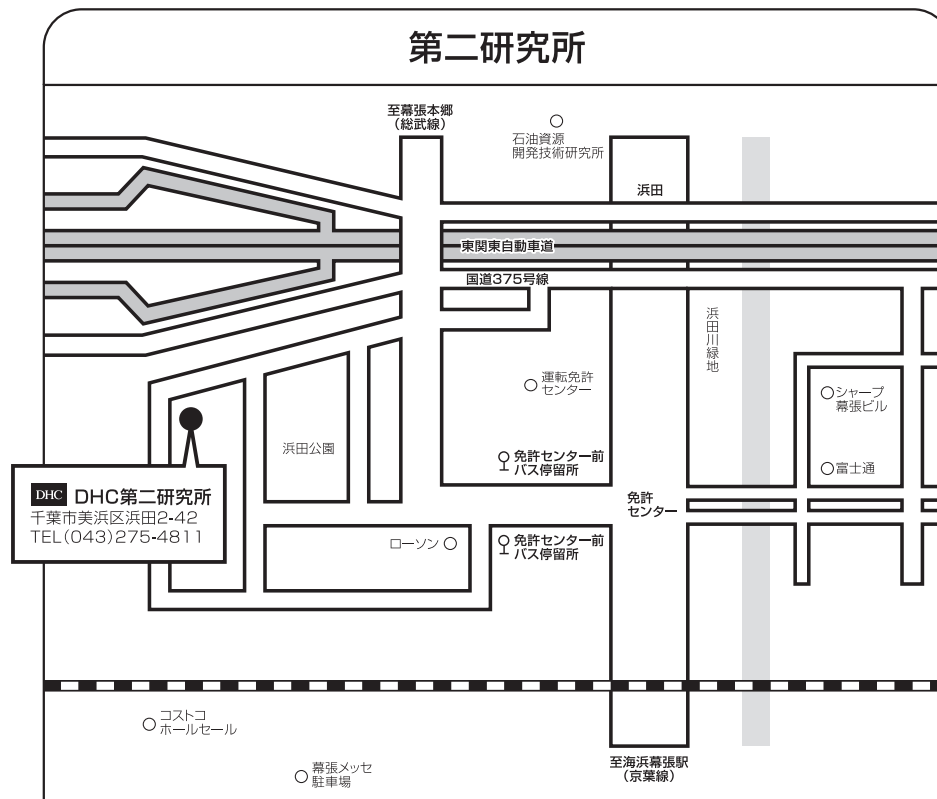 第二研究所
至幕張本郷
(総武線)
石油資源
開発技術研究所
浜田
東関東自動車道
国道375号線
浜田川緑地
運転免許
センター
シャープ
幕張ビル
浜田公園
免許センター前
バス停留所
富士通
DHC DHC第二研究所
千葉市美浜区浜田2-42
TEL(043)275-4811
免許
センター
ローソン
免許センター前
バス停留所
コストコ
ホールセール
幕張メッセ
駐車場
至海浜幕張駅
(京葉線)